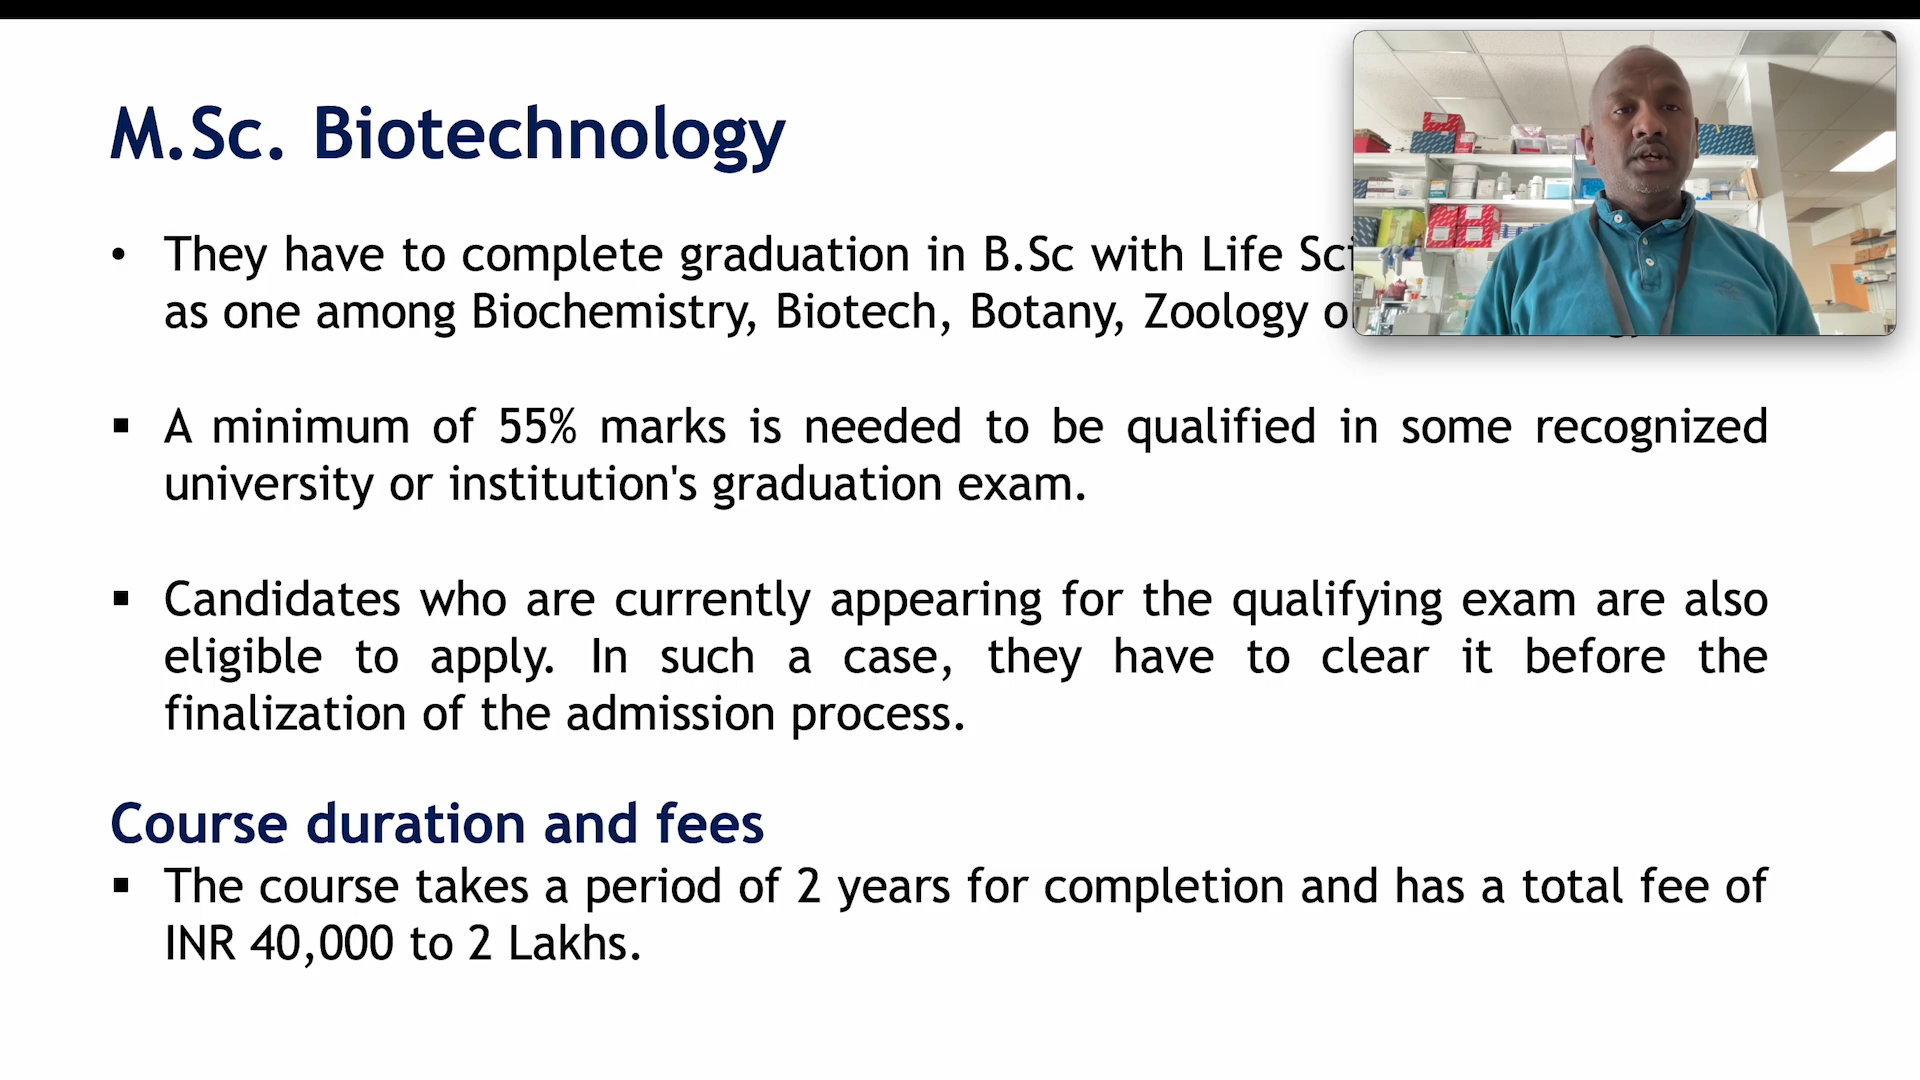 M.Sc. Biotechnology
• They have to complete graduation in B.Sc with Life
as one among Biochemistry, Biotech, Botany, Zoology
▪ A minimum of 55% marks is needed to be qualified in some recognized
university or institution's graduation exam.
▪ Candidates who are currently appearing for the qualifying exam are also
eligible to apply. In such a case, they have to clear it before the
finalization of the admission process.
Course duration and fees
▪ The course takes a period of 2 years for completion and has a total fee of
INR 40,000 to 2 Lakhs.